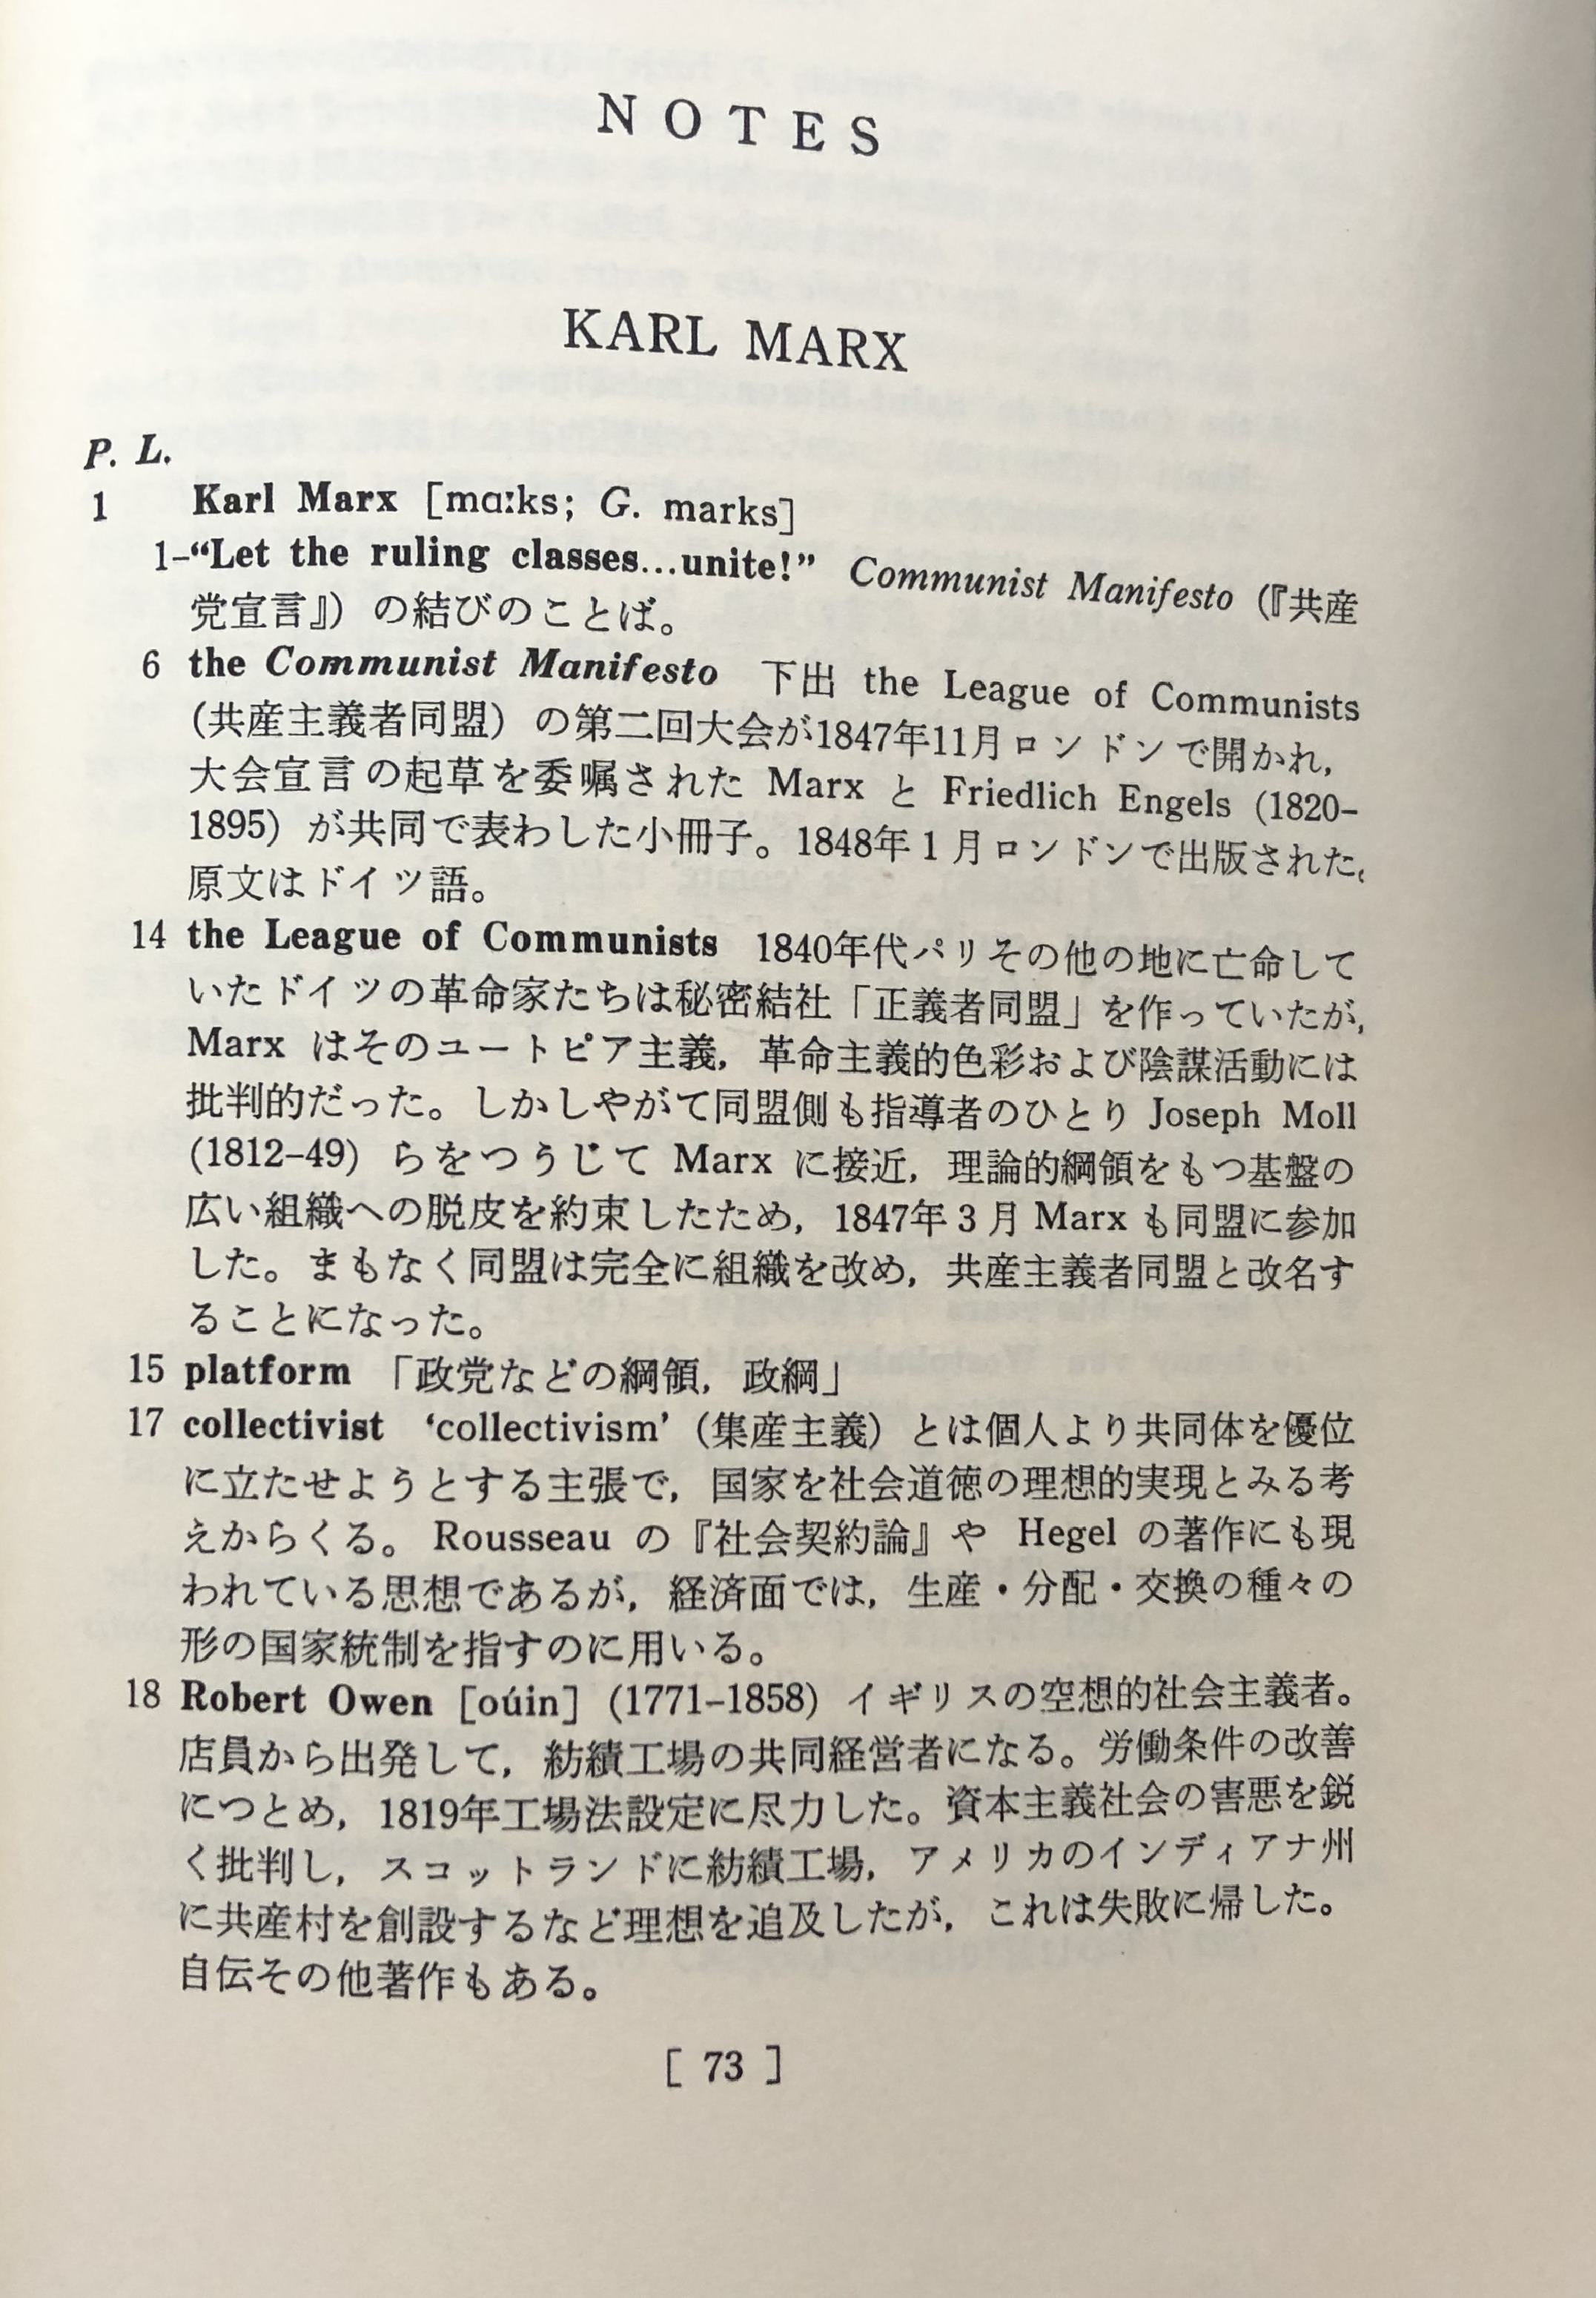 NOTES
KARL MARX
P. L.
1 Karl Marx [mɑːks; G. marks]
1-“Let the ruling classes...unite!” Communist Manifesto (『共産
党宣言』) の結びのことば。
6 the Communist Manifesto 下出 the League of Communists
(共産主義者同盟) の第二回大会が1847年11月ロンドンで開かれ,
大会宣言の起草を委嘱された Marx と Friedlich Engels (1820–
1895) が共同で表わした小冊子。1848年1月ロンドンで出版された。
原文はドイツ語。
14 the League of Communists 1840年代パリその他の地に亡命して
いたドイツの革命家たちは秘密結社「正義者同盟」を作っていたが,
Marx はそのユートピア主義, 革命主義的色彩および陰謀活動には
批判的だった。しかしやがて同盟側も指導者のひとり Joseph Moll
(1812–49) らをつうじて Marx に接近, 理論的綱領をもつ基盤の
広い組織への脱皮を約束したため, 1847年3月 Marx も同盟に参加
した。まもなく同盟は完全に組織を改め, 共産主義者同盟と改名す
ることになった。
15 platform 「政党などの綱領, 政綱」
17 collectivist ‘collectivism’ (集産主義) とは個人より共同体を優位
に立たせようとする主張で, 国家を社会道徳の理想的実現とみる考
えからくる。Rousseau の『社会契約論』や Hegel の著作にも現
われている思想であるが, 経済面では, 生産・分配・交換の種々の
形の国家統制を指すのに用いる。
18 Robert Owen [oúin] (1771–1858) イギリスの空想的社会主義者。
店員から出発して, 紡績工場の共同経営者になる。労働条件の改善
につとめ, 1819年工場法設定に尽力した。資本主義社会の害悪を鋭
く批判し, スコットランドに紡績工場, アメリカのインディアナ州
に共産村を創設するなど理想を追及したが, これは失敗に帰した。
自伝その他著作もある。
[ 73 ]